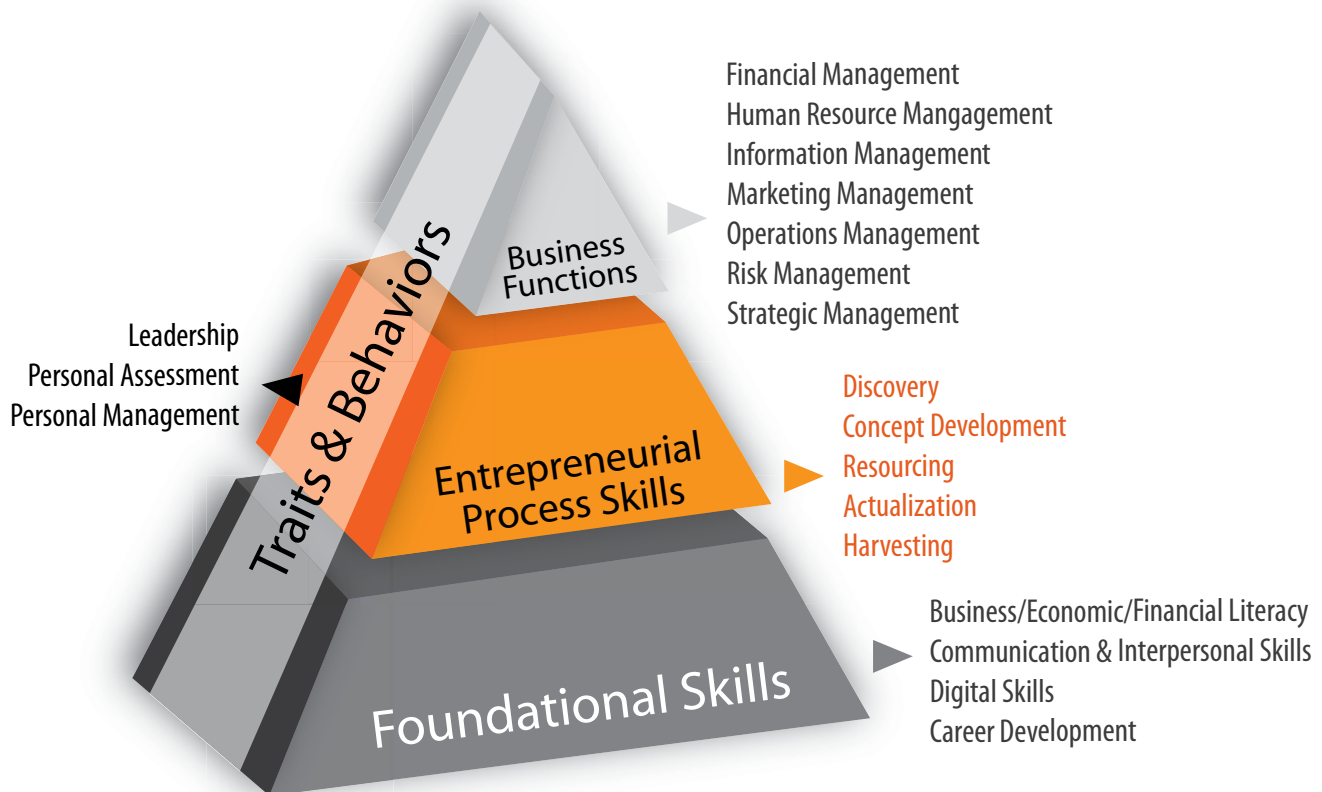 Financial Management
Human Resource Mangagement
Information Management
Marketing Management
Operations Management
Risk Management
Strategic Management
Business
Functions
Traits & Behaviors
Leadership
Personal Assessment
Personal Management
Entrepreneurial
Process Skills
Discovery
Concept Development
Resourcing
Actualization
Harvesting
Foundational Skills
Business/Economic/Financial Literacy
Communication & Interpersonal Skills
Digital Skills
Career Development